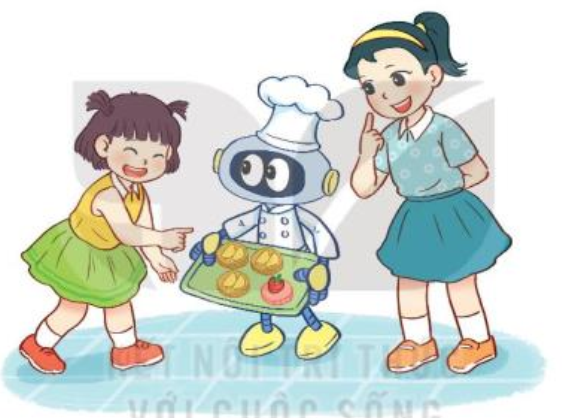 KẾT NỐI TRI THỨC
VỚI CUỘC SỐNG